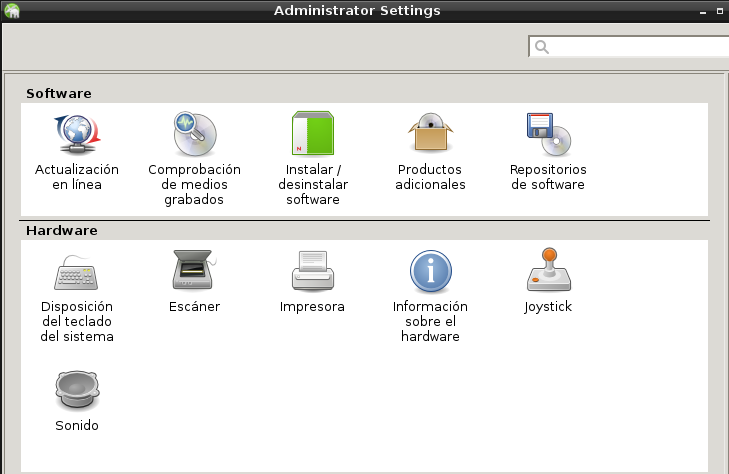 Administrator Settings
Software
Actualización
en línea
Comprobación
de medios
grabados
Instalar /
desinstalar
software
Productos
adicionales
Repositorios
de software
Hardware
Disposición
del teclado
del sistema
Escáner
Impresora
Información
sobre el
hardware
Joystick
Sonido